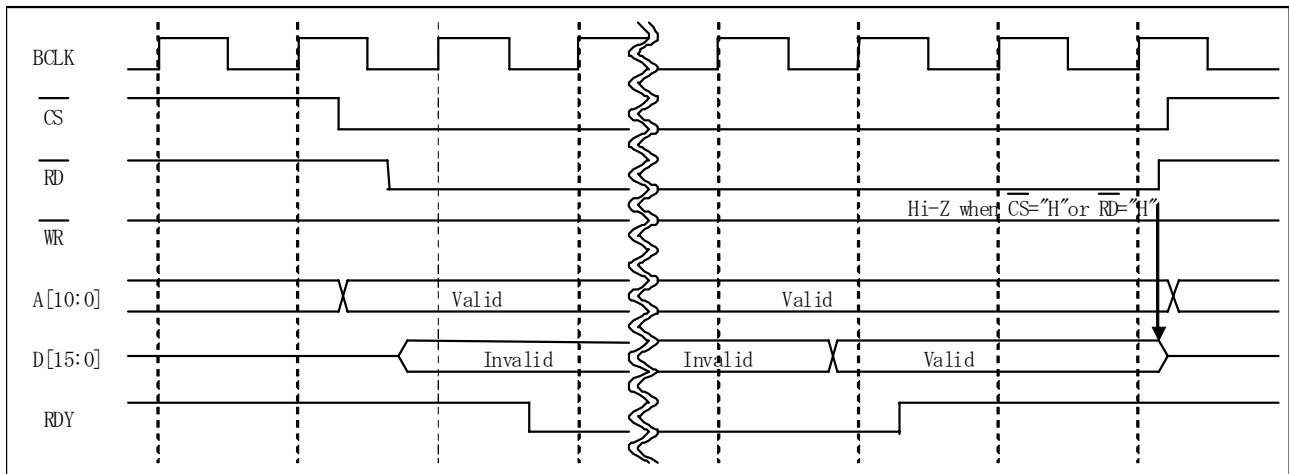 BCLK
CS
RD
Hi-Z when CS="H"or RD="H"
WR
A[10:0]
Valid
Valid
D[15:0]
Invalid
Invalid
Valid
RDY